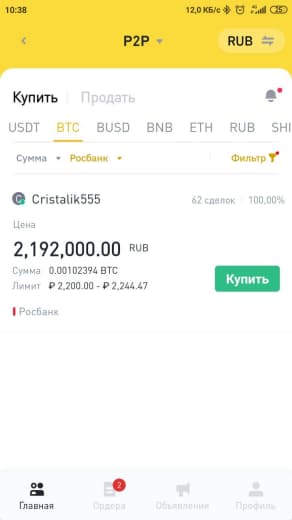 10:38 12,0 КБ/с 25
P2P RUB
Купить Продать
USDT BTC BUSD BNB ETH RUB SHI
Сумма Росбанк Фильтр
C Cristalik555 62 сделок 100,00%
Цена
2,192,000.00 RUB
Сумма 0.00102394 BTC
Купить
Лимит ₽ 2,200.00 - ₽ 2,244.47
Росбанк
2
Главная Ордера Объявления Профиль